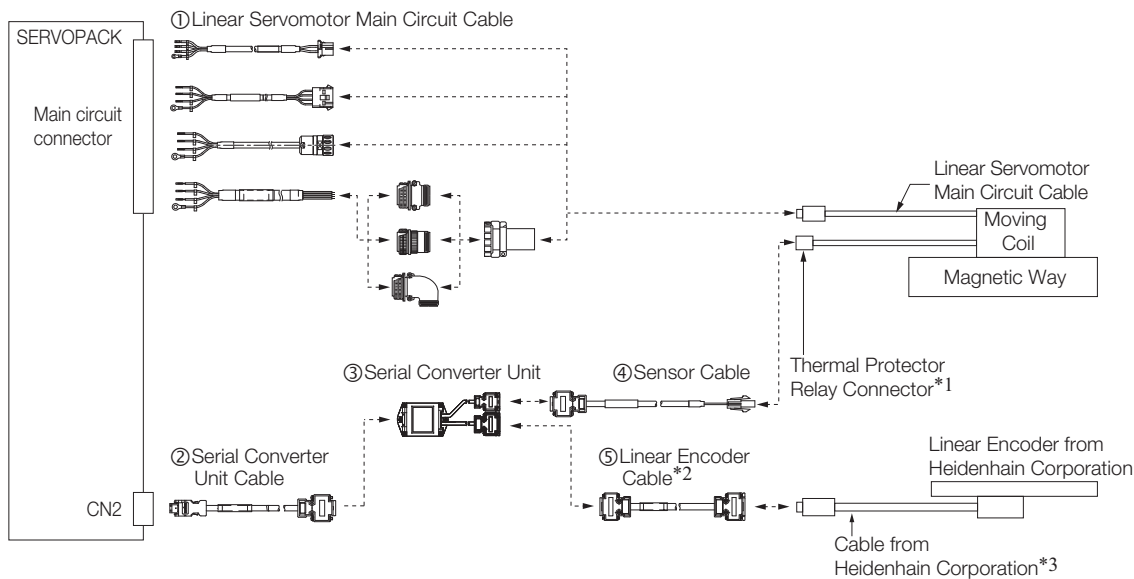 ①Linear Servomotor Main Circuit Cable
SERVOPACK
Main circuit
connector
Linear Servomotor
Main Circuit Cable
Moving
Coil
Magnetic Way
Thermal Protector
Relay Connector*1
③Serial Converter Unit
④Sensor Cable
②Serial Converter
Unit Cable
⑤Linear Encoder
Cable*2
Linear Encoder from
Heidenhain Corporation
CN2
Cable from
Heidenhain Corporation*3